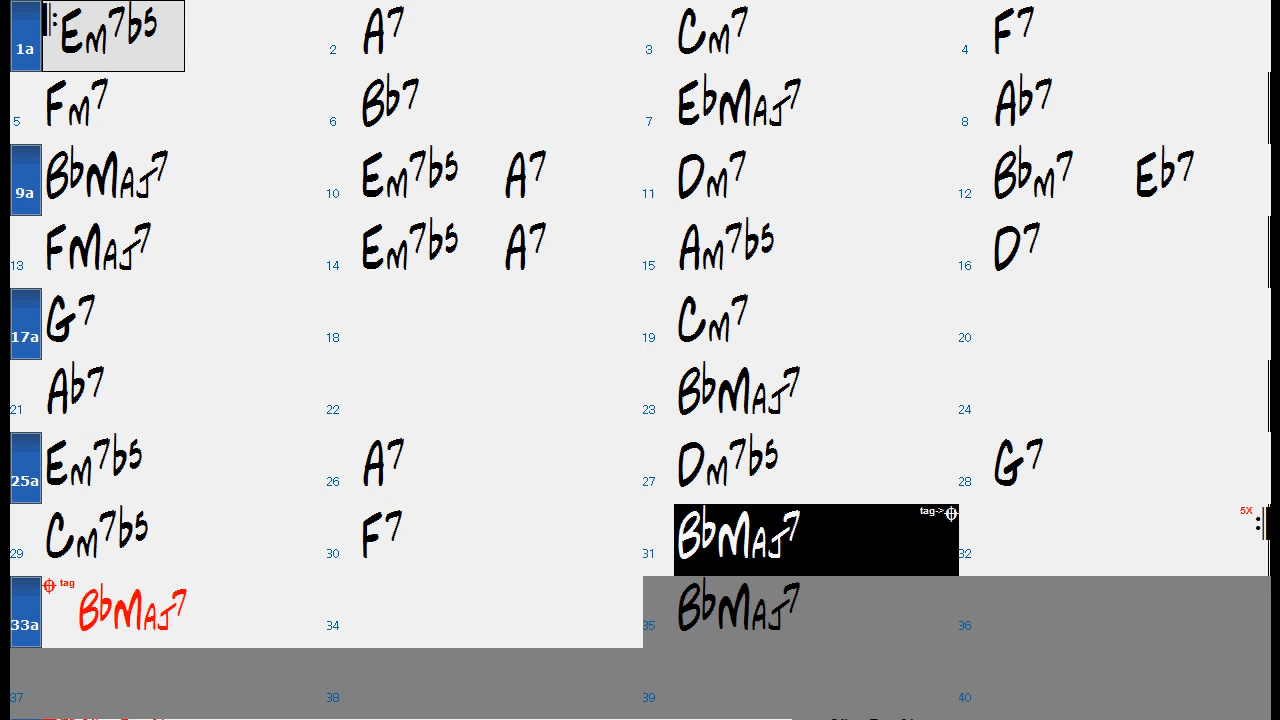 1a Em7b5 2 A7 3 Cm7 4 F7
5 Fm7 6 Bb7 7 EbMaj7 8 Ab7
9a BbMaj7 10 Em7b5 A7 11 Dm7 12 Bbm7 Eb7
13 FMaj7 14 Em7b5 A7 15 Am7b5 16 D7
17a G7 18 19 Cm7 20
21 Ab7 22 23 BbMaj7 24
25a Em7b5 26 A7 27 Dm7b5 28 G7
29 Cm7b5 30 F7 31 BbMaj7 tag-> 32 5X
33a tag BbMaj7 34 35 BbMaj7 36
37 38 39 40